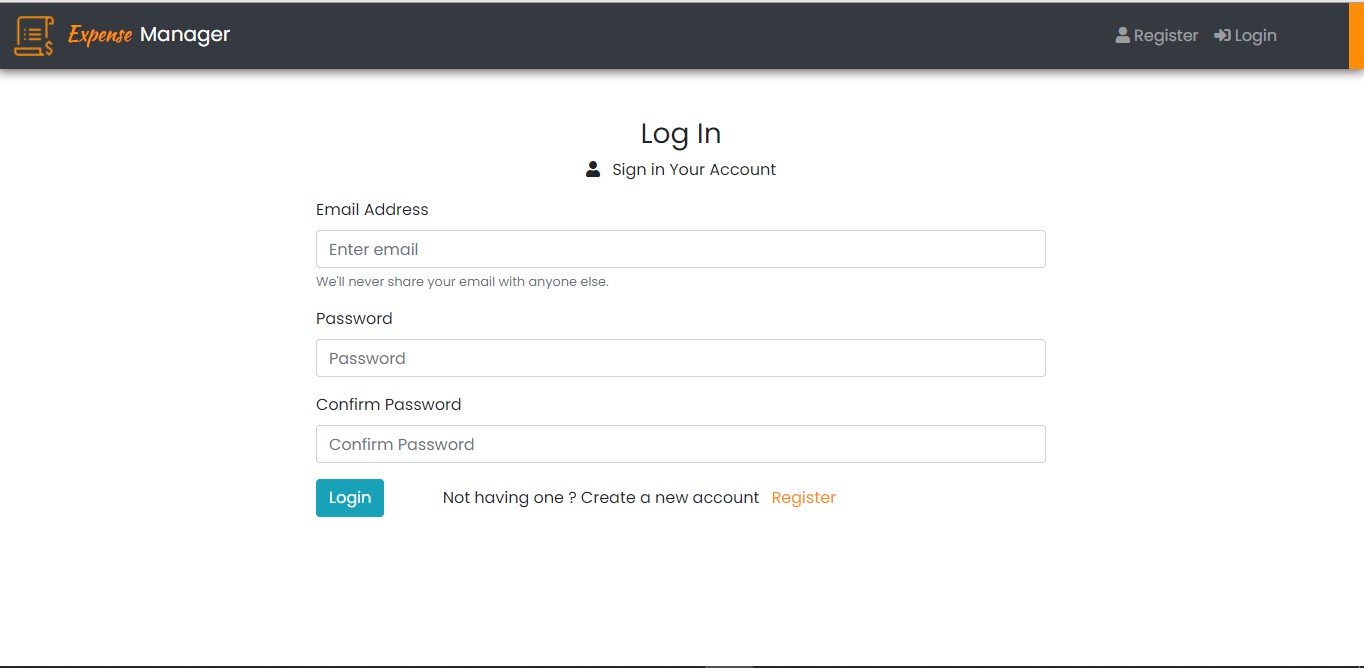 Expense Manager
Register Login
Log In
Sign in Your Account
Email Address
Enter email
We'll never share your email with anyone else.
Password
Password
Confirm Password
Confirm Password
Login Not having one ? Create a new account Register